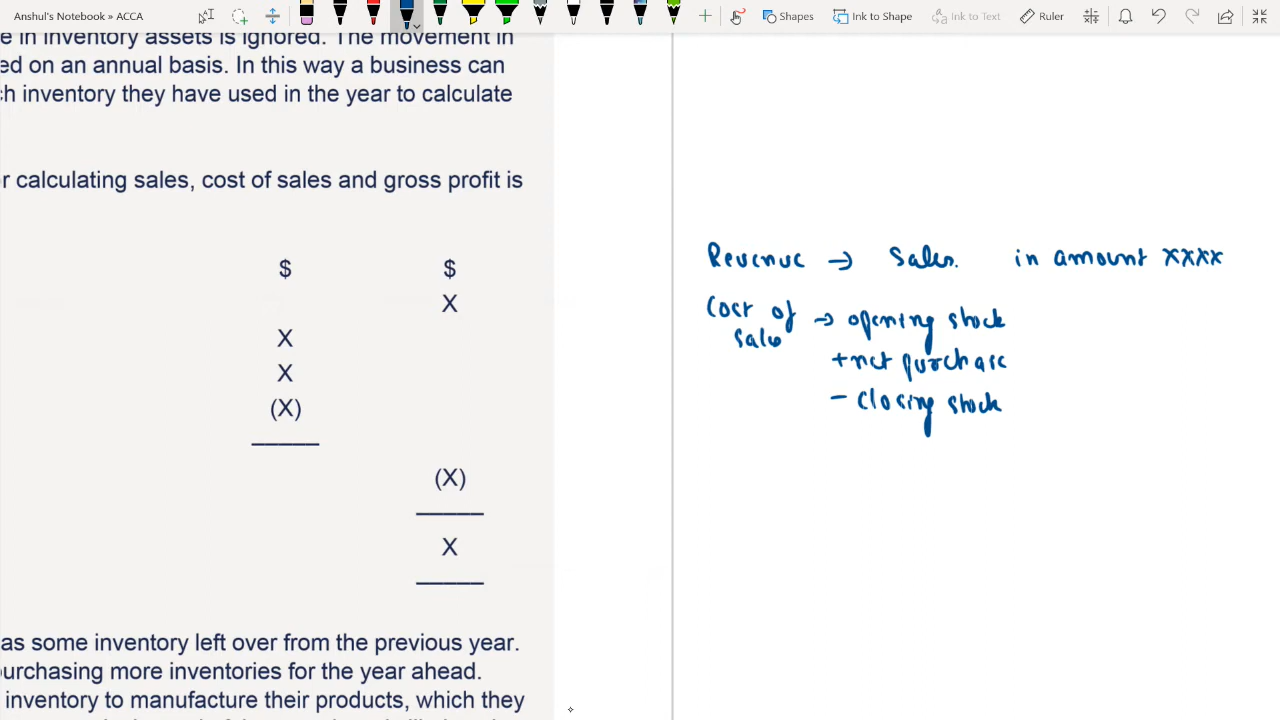 Anshul's Notebook » ACCA
Shapes
Ink to Shape
Ink to Text
Ruler
e in inventory assets is ignored. The movement in
ed on an annual basis. In this way a business can
ch inventory they have used in the year to calculate
r calculating sales, cost of sales and gross profit is
$ $
X
X
X
(X)
(X)
X
as some inventory left over from the previous year.
urchasing more inventories for the year ahead.
inventory to manufacture their products, which they
Revenue → Sales. in amount xxxx
Cost of → opening stock
sales
+ net purchase
- closing stock